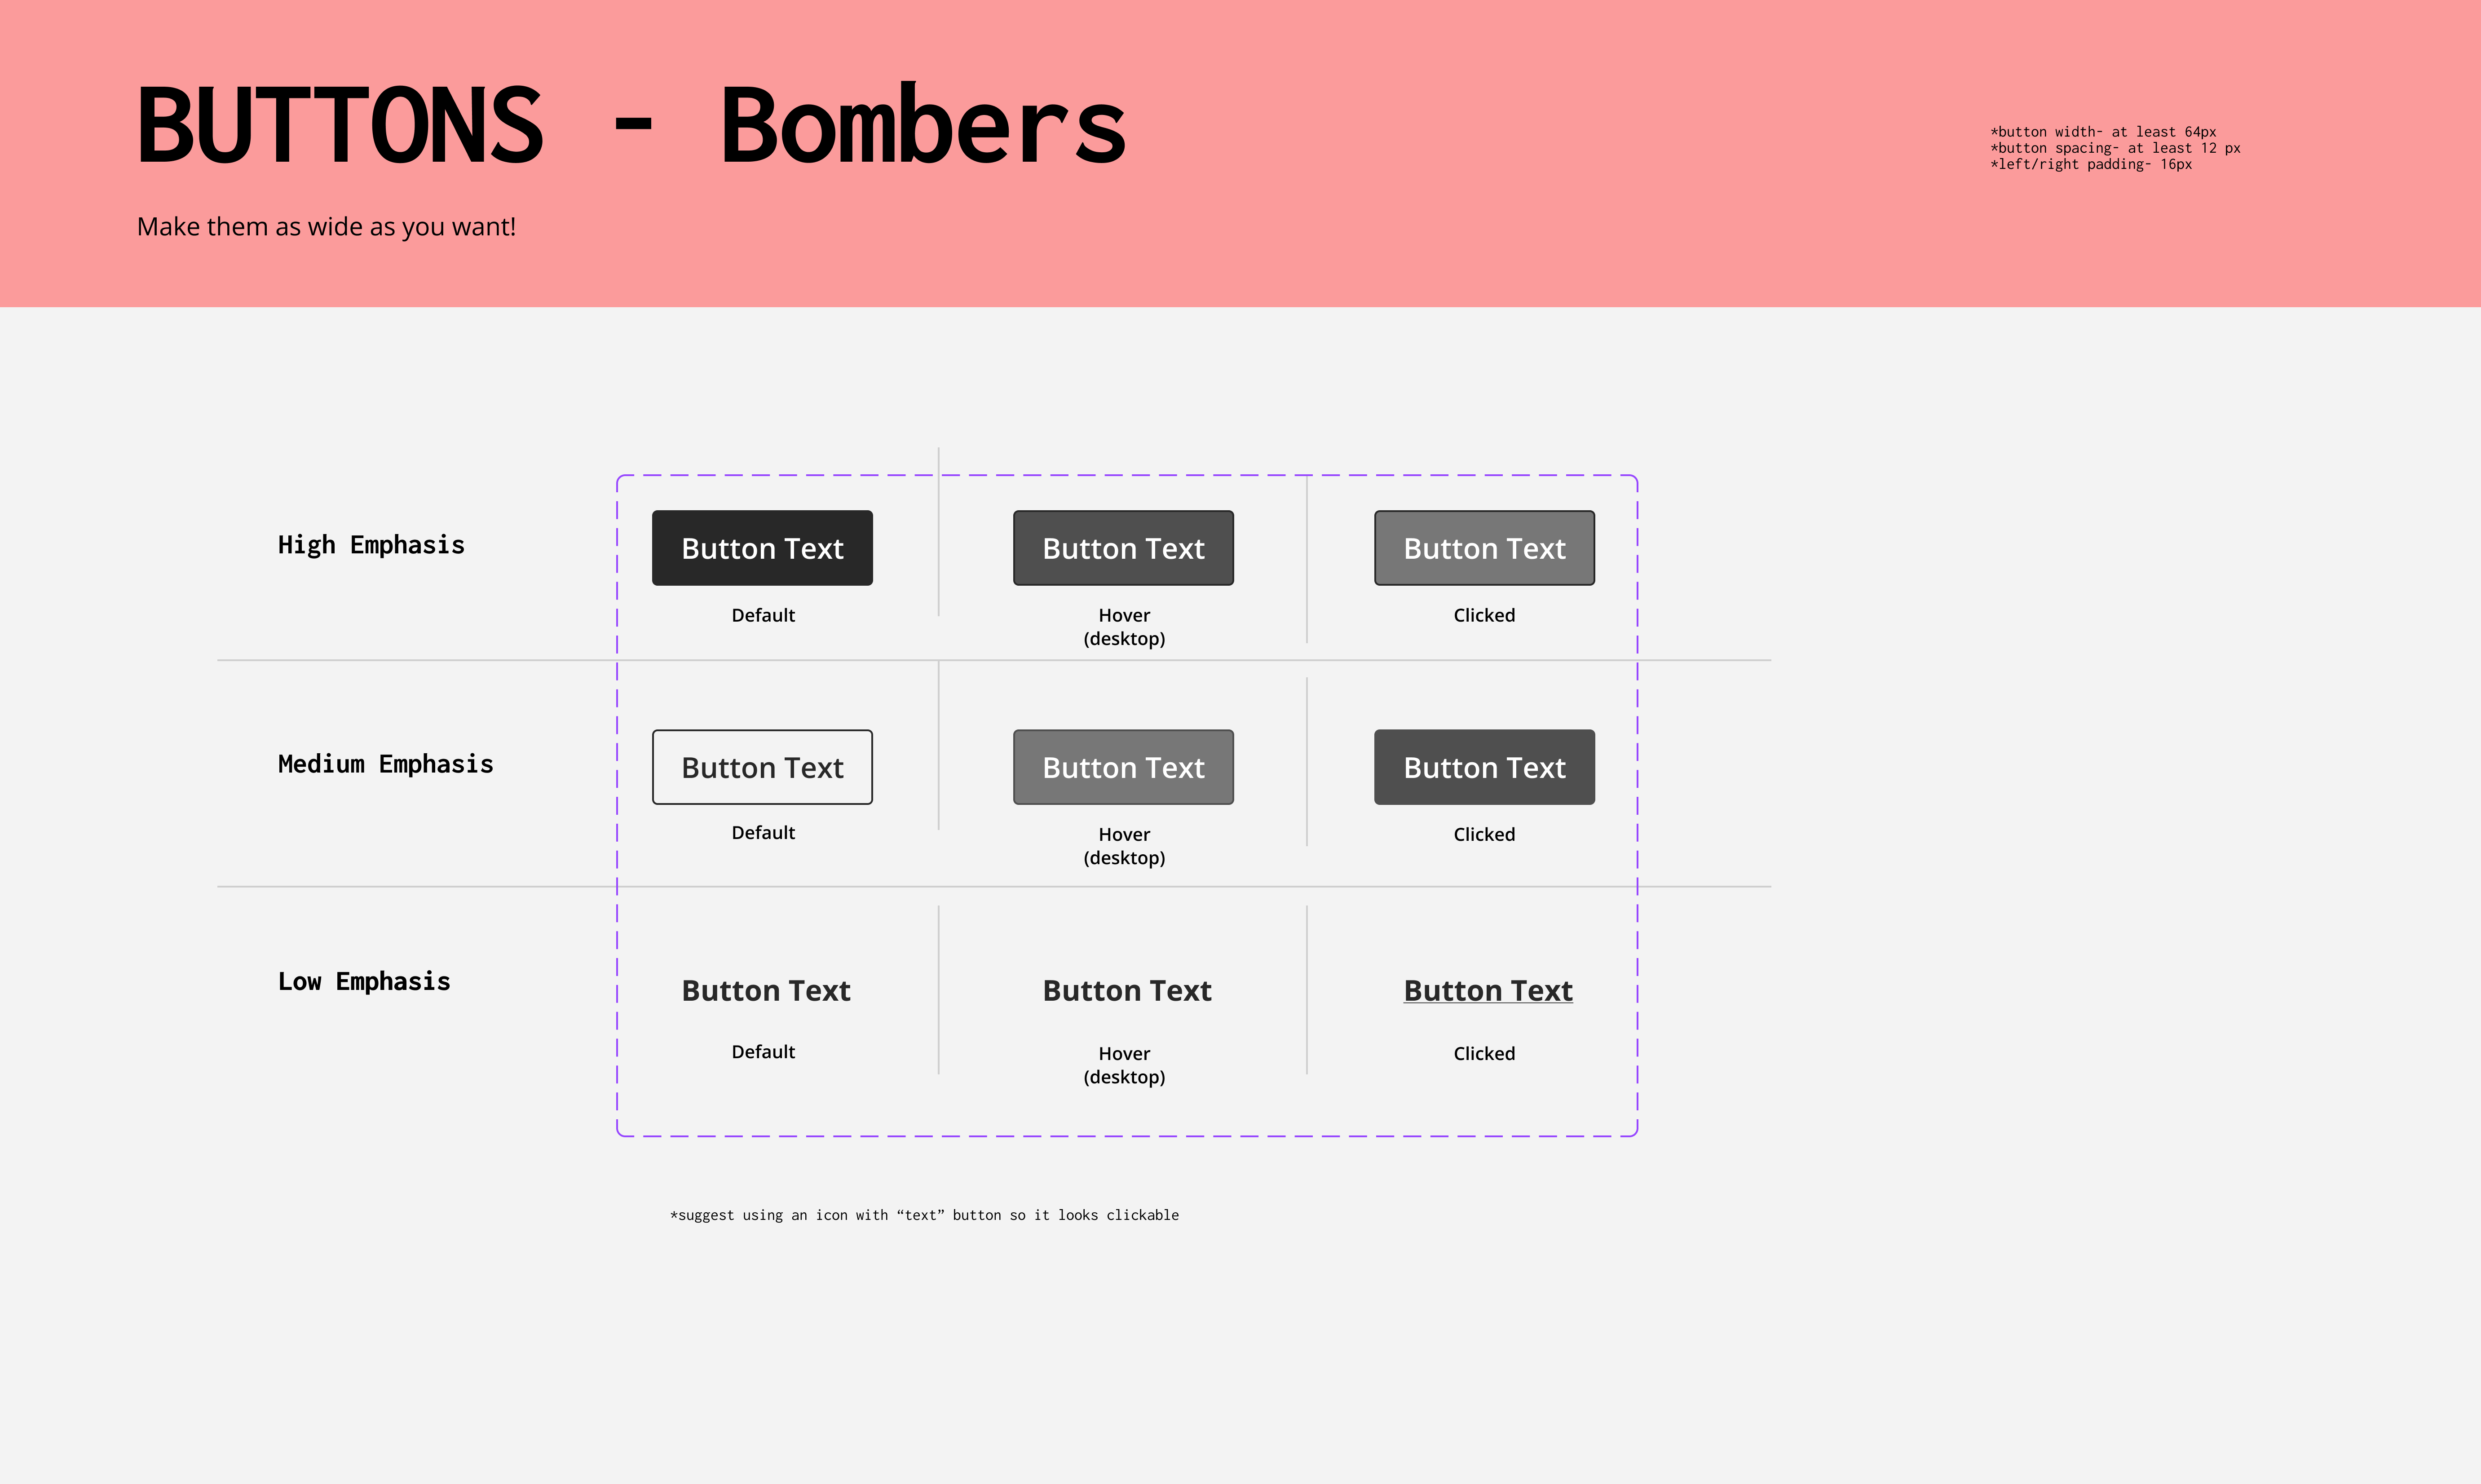 BUTTONS - Bombers
*button width- at least 64px
*button spacing- at least 12 px
*left/right padding- 16px
Make them as wide as you want!
High Emphasis
Button Text
Button Text
Button Text
Default
Hover
(desktop)
Clicked
Medium Emphasis
Button Text
Button Text
Button Text
Default
Hover
(desktop)
Clicked
Low Emphasis
Button Text
Button Text
Button Text
Default
Hover
(desktop)
Clicked
*suggest using an icon with “text” button so it looks clickable